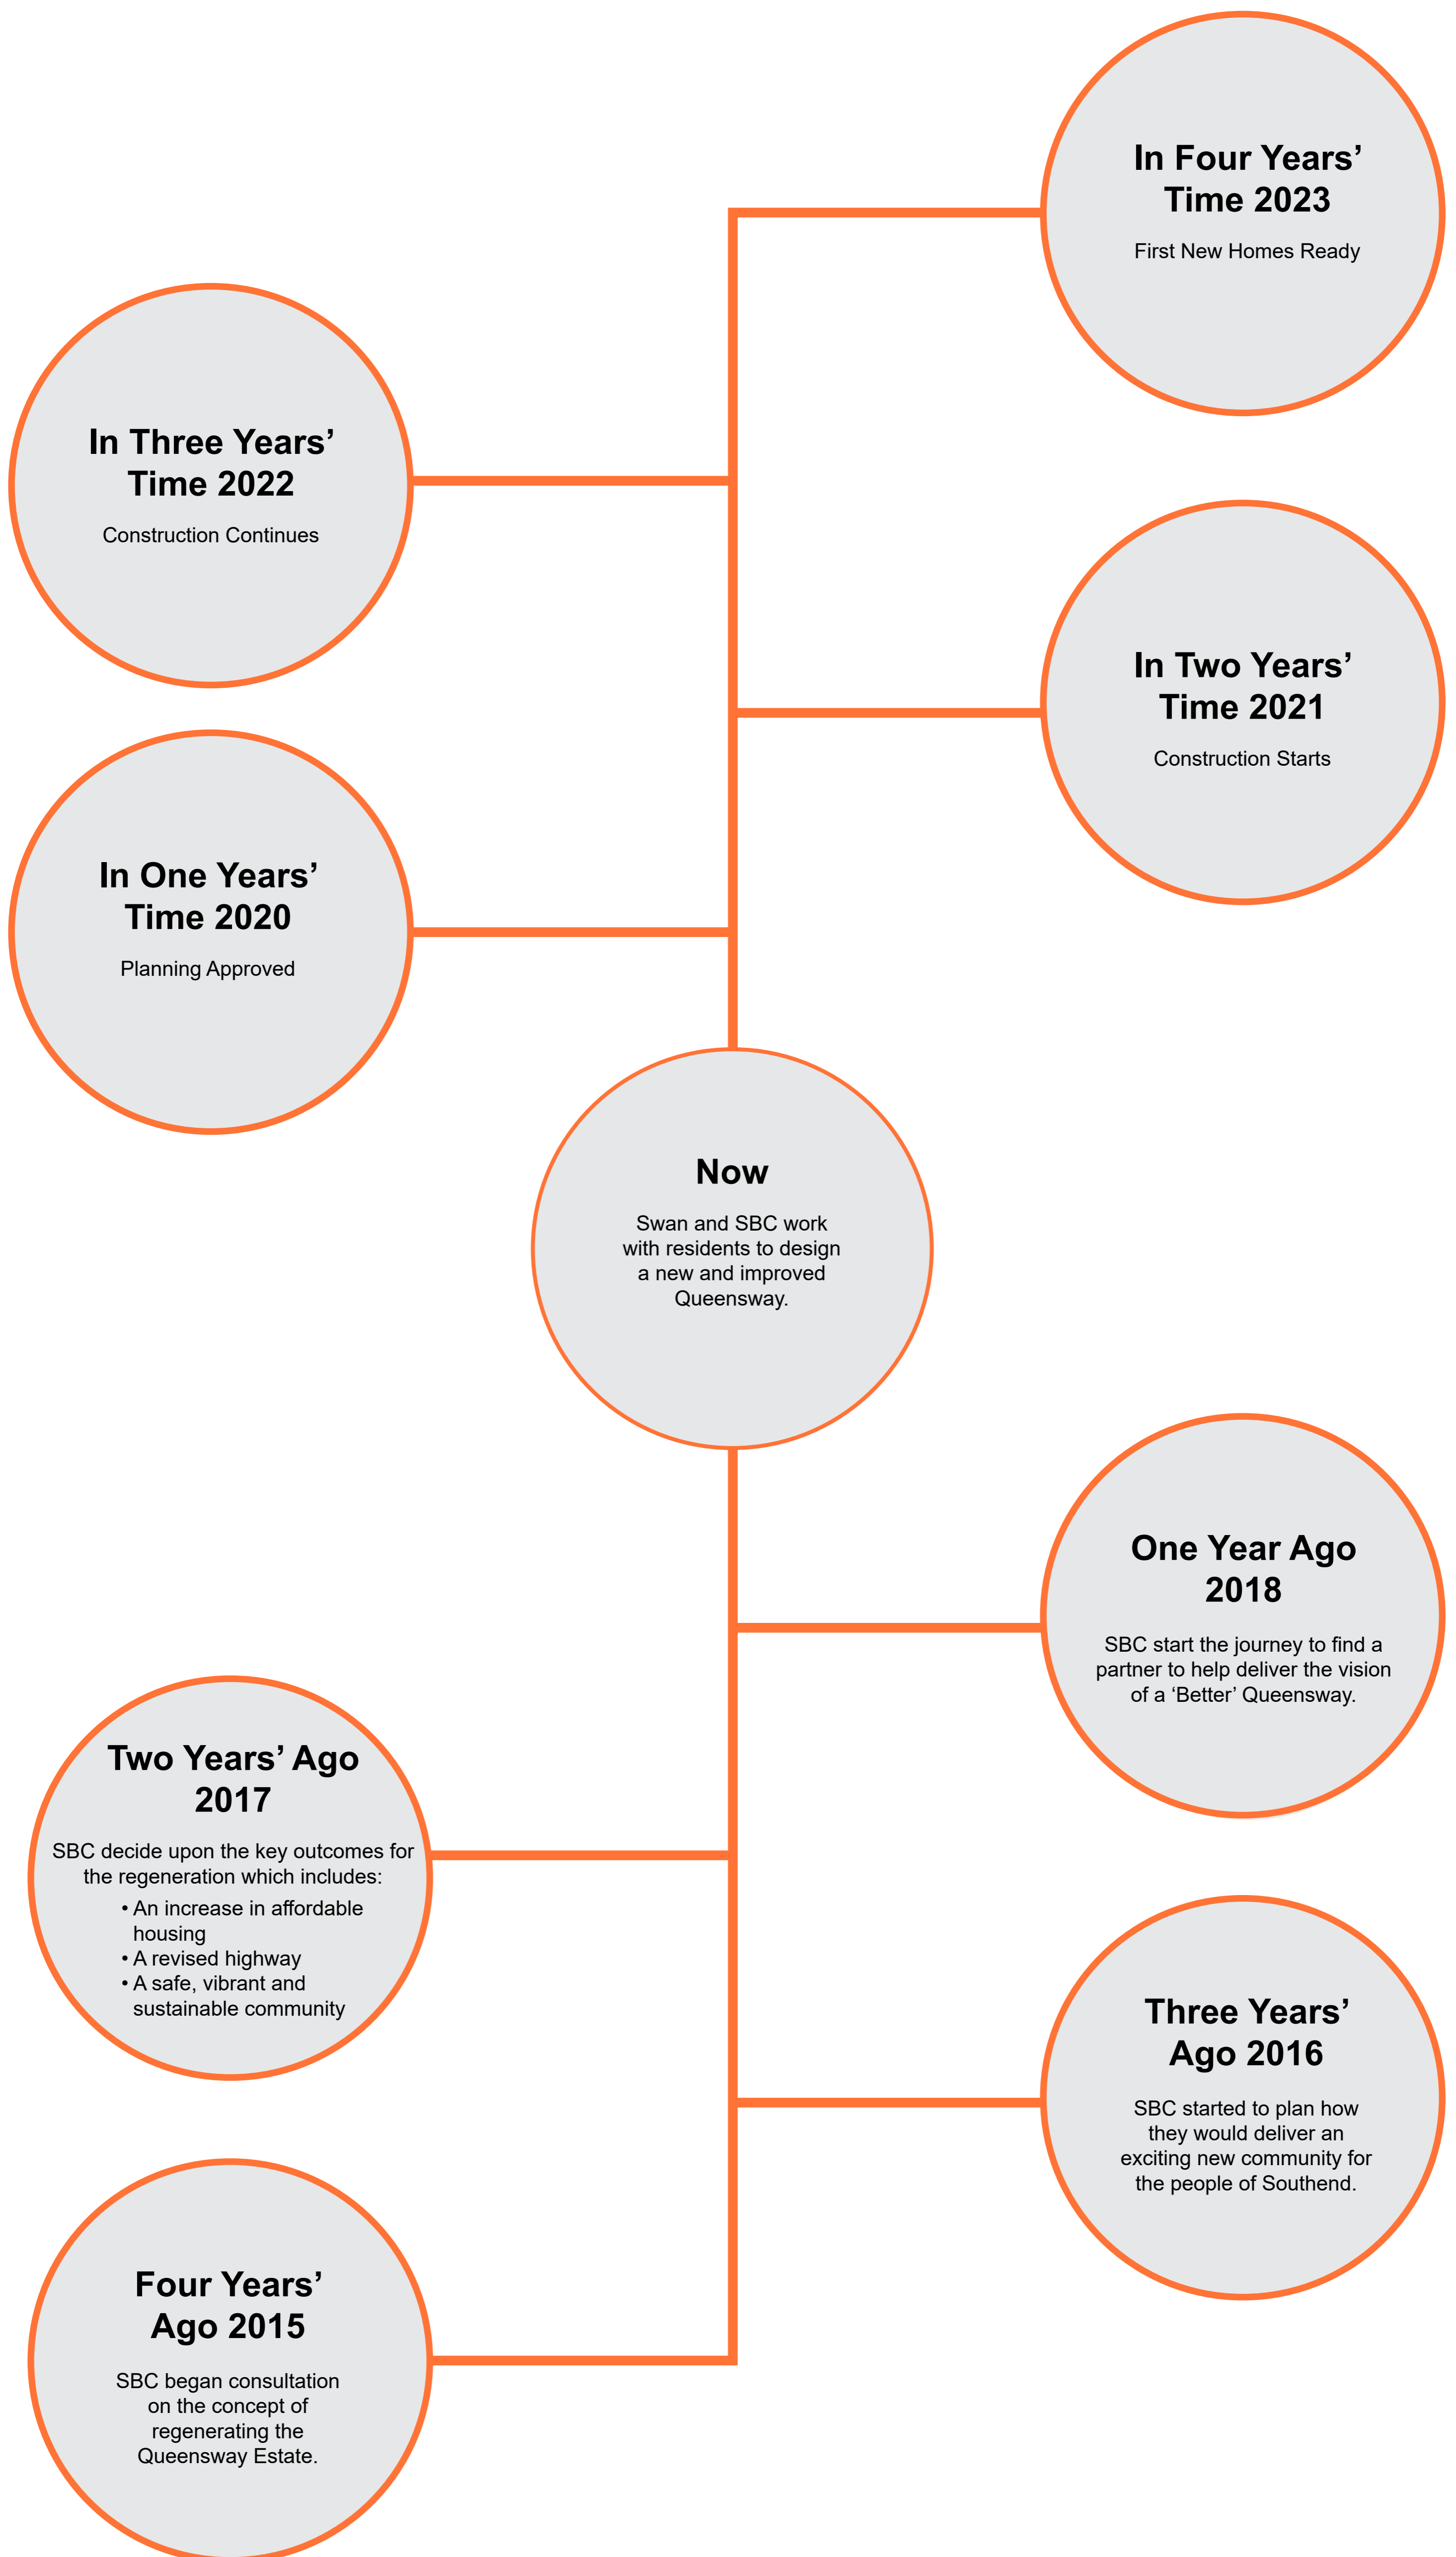 In Four Years’
Time 2023
First New Homes Ready
In Three Years’
Time 2022
Construction Continues
In Two Years’
Time 2021
Construction Starts
In One Years’
Time 2020
Planning Approved
Now
Swan and SBC work
with residents to design
a new and improved
Queensway.
One Year Ago
2018
SBC start the journey to find a
partner to help deliver the vision
of a ‘Better’ Queensway.
Two Years’ Ago
2017
SBC decide upon the key outcomes for
the regeneration which includes:
• An increase in affordable
housing
• A revised highway
• A safe, vibrant and
sustainable community
Three Years’
Ago 2016
SBC started to plan how
they would deliver an
exciting new community for
the people of Southend.
Four Years’
Ago 2015
SBC began consultation
on the concept of
regenerating the
Queensway Estate.